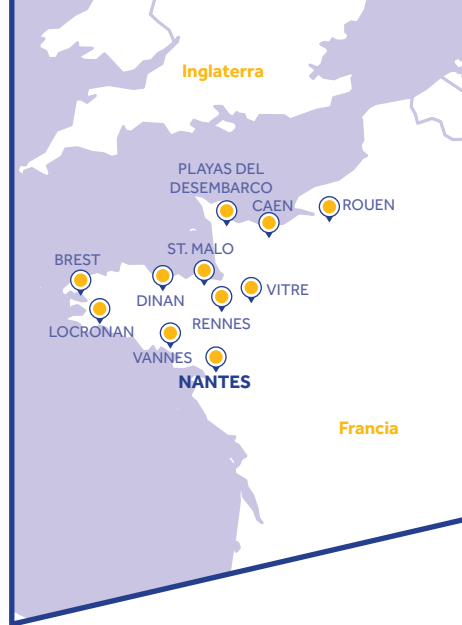 Inglaterra
PLAYAS DEL
DESEMBARCO
CAEN
ROUEN
ST. MALO
BREST
VITRE
DINAN
RENNES
LOCRONAN
VANNES
NANTES
Francia